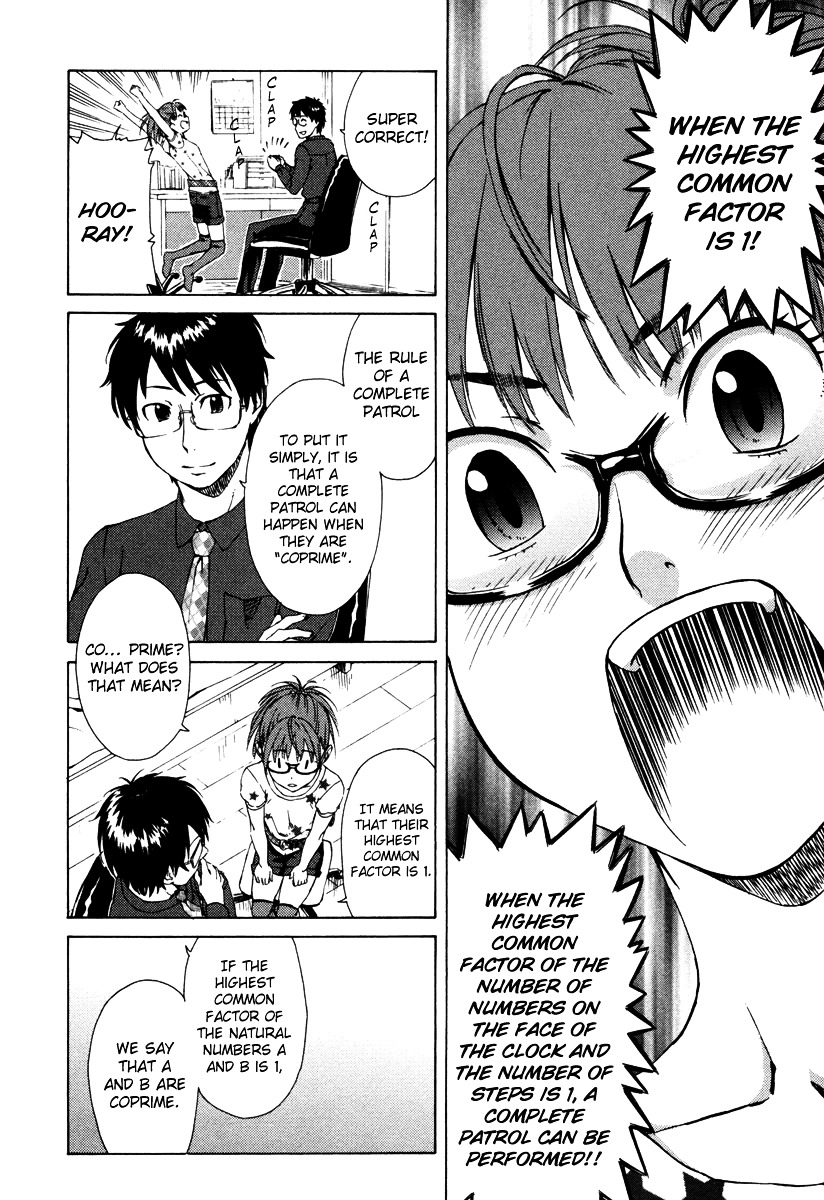 WHEN THE
HIGHEST
COMMON
FACTOR
IS 1!
WHEN THE
HIGHEST
COMMON
FACTOR OF THE
NUMBER OF
NUMBERS ON
THE FACE OF
THE CLOCK AND
THE NUMBER OF
STEPS IS 1, A
COMPLETE
PATROL CAN BE
PERFORMED!!
SUPER
CORRECT!
CLAP
CLAP
CLAP
HOO-
RAY!
THE RULE
OF A
COMPLETE
PATROL
TO PUT IT
SIMPLY, IT IS
THAT A
COMPLETE
PATROL CAN
HAPPEN WHEN
THEY ARE
"COPRIME".
CO... PRIME?
WHAT DOES
THAT MEAN?
IT MEANS
THAT THEIR
HIGHEST
COMMON
FACTOR IS 1.
IF THE
HIGHEST
COMMON
FACTOR OF
THE NATURAL
NUMBERS A
AND B IS 1,
WE SAY
THAT A
AND B ARE
COPRIME.